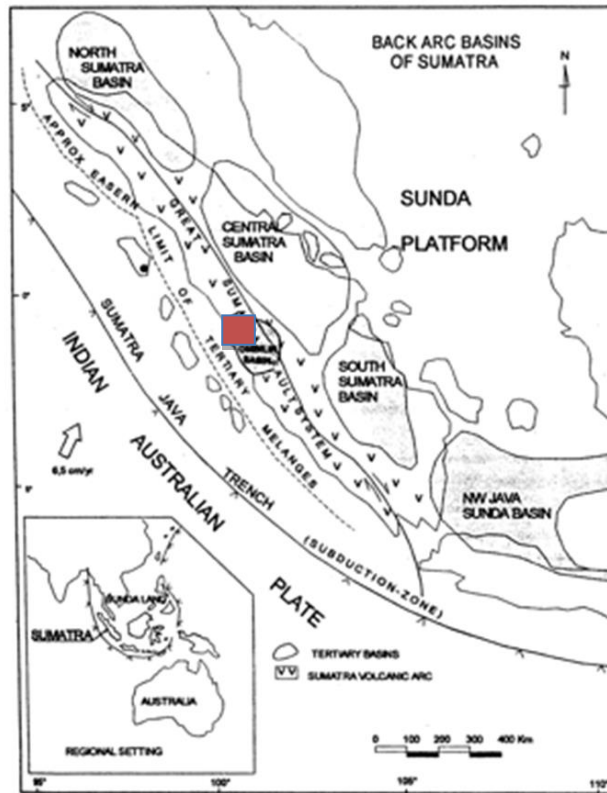 BACK ARC BASINS
OF SUMATRA
N
NORTH
SUMATRA
BASIN
5°
APPROX EASERN LIMIT OF TERTIARY MELANGES
GREAT
SUNDA
PLATFORM
CENTRAL
SUMATRA
BASIN
0°
BASIN
SOUTH
SUMATRA
BASIN
SUMATRA
JAVA
TRENCH
(SUBDUCTION-ZONE)
INDIAN
AUSTRALIAN
PLATE
6,5 cm/yr
NW JAVA
SUNDA BASIN
SUNDA LAND
SUMATRA
AUSTRALIA
REGIONAL SETTING
TERTIARY BASINS
SUMATRA VOLCANIC ARC
0 100 200 300 400 Km
95° 100° 105° 110°